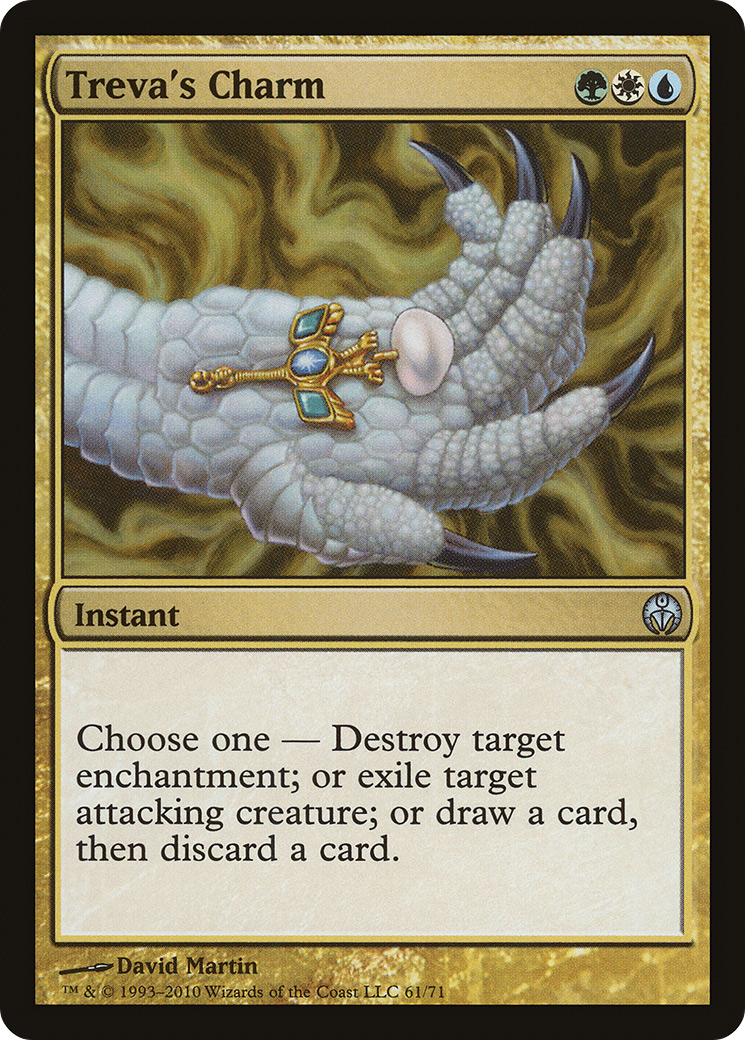 Treva's Charm
Instant
Choose one — Destroy target
enchantment; or exile target
attacking creature; or draw a card,
then discard a card.
David Martin
™ & © 1993–2010 Wizards of the Coast LLC 61/71